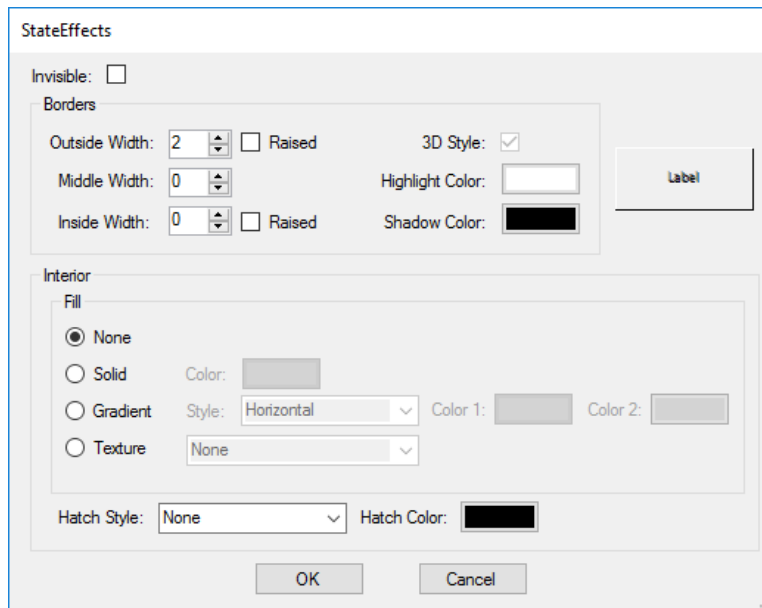 StateEffects
Invisible:
Borders
Outside Width: 2 Raised 3D Style:
Middle Width: 0 Highlight Color:
Label
Inside Width: 0 Raised Shadow Color:
Interior
Fill
None
Solid Color:
Gradient Style: Horizontal Color 1: Color 2:
Texture None
Hatch Style: None Hatch Color:
OK Cancel